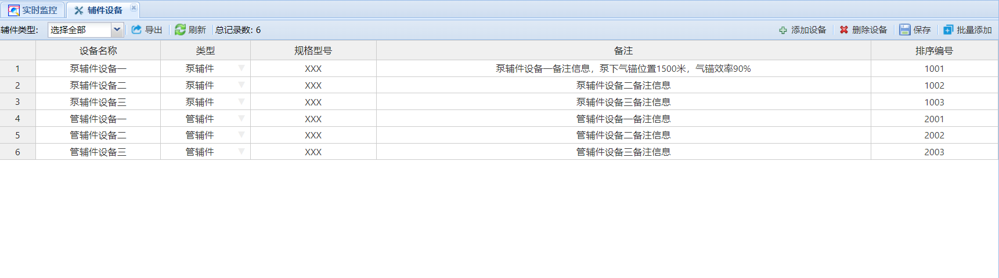 实时监控 辅件设备
辅件类型: 选择全部 导出 刷新 总记录数: 6 添加设备 删除设备 保存 批量添加
设备名称 类型 规格型号 备注 排序编号
1 泵辅件设备一 泵辅件 XXX 泵辅件设备一备注信息，泵下气锚位置1500米，气锚效率90% 1001
2 泵辅件设备二 泵辅件 XXX 泵辅件设备二备注信息 1002
3 泵辅件设备三 泵辅件 XXX 泵辅件设备三备注信息 1003
4 管辅件设备一 管辅件 XXX 管辅件设备一备注信息 2001
5 管辅件设备二 管辅件 XXX 管辅件设备二备注信息 2002
6 管辅件设备三 管辅件 XXX 管辅件设备三备注信息 2003